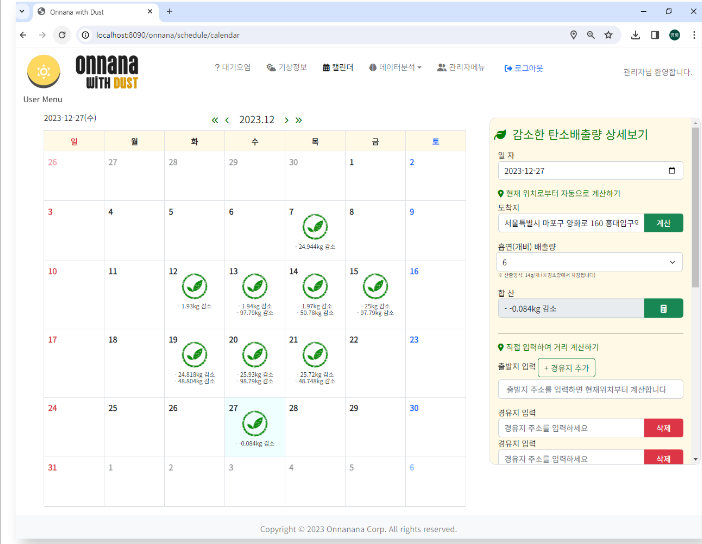 Onnana with Dust
localhost:8090/onnana/schedule/calendar
ONNANA
WITH DUST
? 대기오염 기상정보 캘린더 데이터분석 관리자메뉴 로그아웃
관리자님 환영합니다.
User Menu
2023-12-27(수)
« ‹ 2023.12 › »
일 월 화 수 목 금 토
26 27 28 29 30 1 2
3 4 5 6 7 8 9
- 24.944kg 감소
10 11 12 13 14 15 16
1.93kg 감소 - 1.94kg 감소 - 1.97kg 감소 - 25kg 감소
- 97.79kg 감소 - 50.78kg 감소 - 97.79kg 감소
17 18 19 20 21 22 23
- 24.818kg 감소 - 25.93kg 감소 - 25.72kg 감소
- 48.804kg 감소 - 98.79kg 감소 48.748kg 감소
24 25 26 27 28 29 30
- -0.084kg 감소
31 1 2 3 4 5 6
감소한 탄소배출량 상세보기
일 자
2023-12-27
현재 위치로부터 자동으로 계산하기
도착지
서울특별시 마포구 양화로 160 홍대입구역
계산
흡연(개비) 배출량
6
합 산
- -0.084kg 감소
직접 입력하여 거리 계산하기
출발지 입력 + 경유지 추가
출발지 주소를 입력하면 현재위치부터 계산합니다
경유지 입력
경유지 주소를 입력하세요 삭제
경유지 입력
경유지 주소를 입력하세요 삭제
Copyright © 2023 Onnanana Corp. All rights reserved.